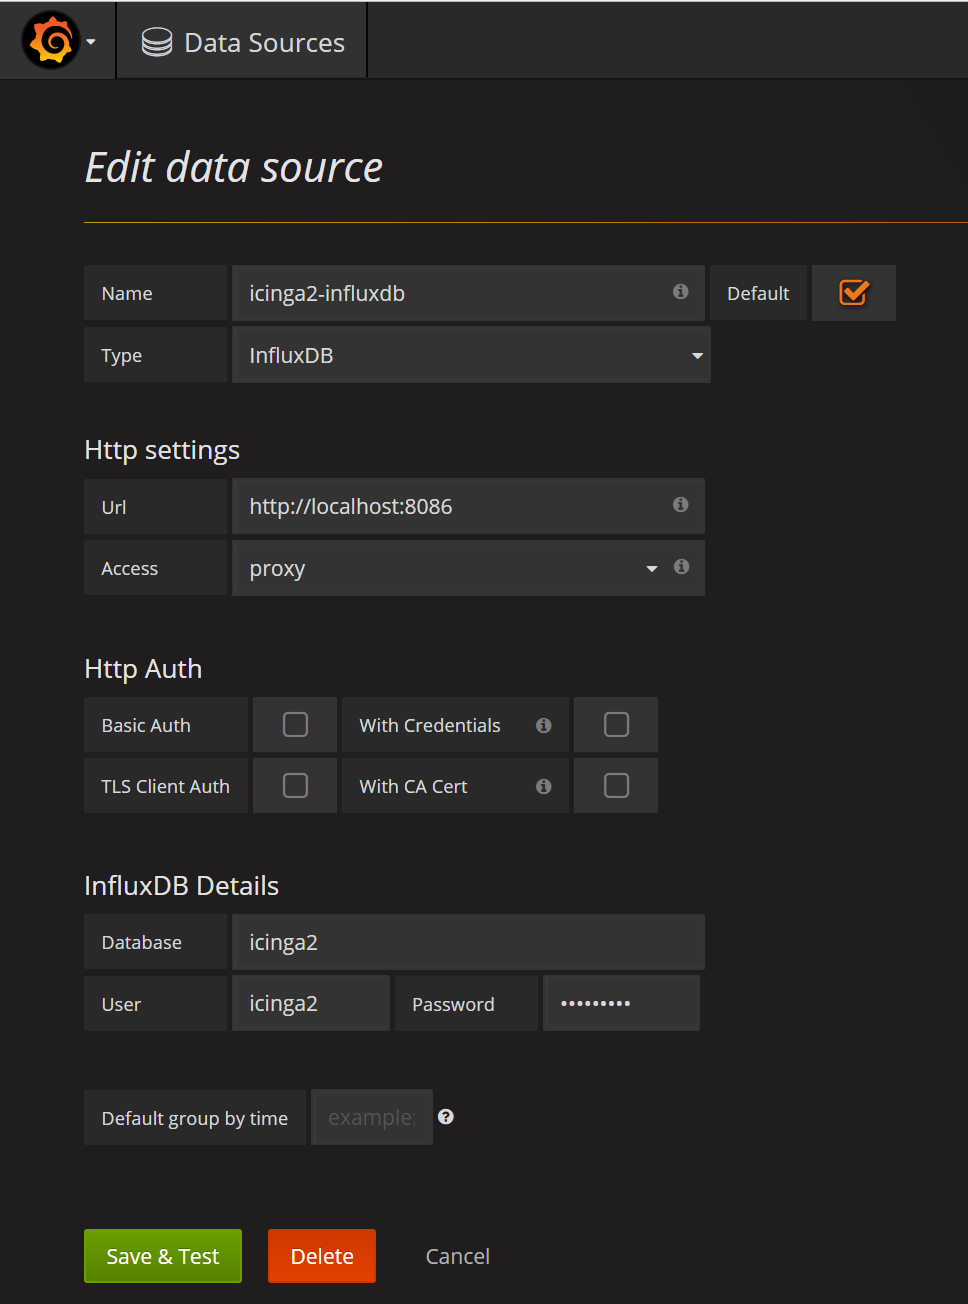 Data Sources
Edit data source
Name icinga2-influxdb Default
Type InfluxDB
Http settings
Url http://localhost:8086
Access proxy
Http Auth
Basic Auth With Credentials
TLS Client Auth With CA Cert
InfluxDB Details
Database icinga2
User icinga2 Password •••••••••
Default group by time example:
Save & Test Delete Cancel